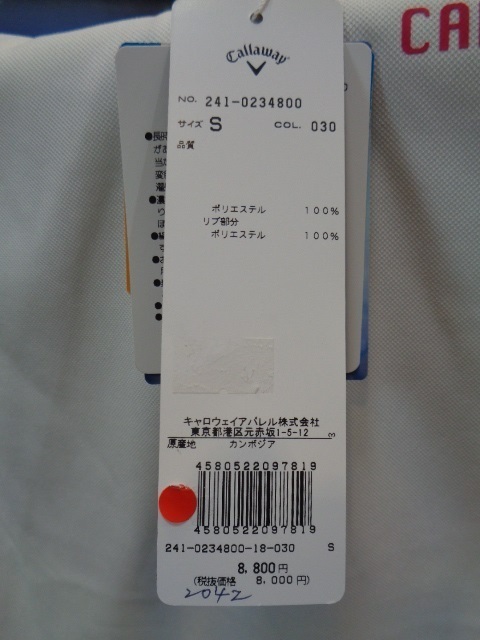 CA
Callaway
NO. 241-0234800
サイズ S COL. 030
品質
ポリエステル 100%
リブ部分
ポリエステル 100%
キャロウェイアパレル株式会社
東京都港区元赤坂1-5-12
3
原産地 カンボジア
4580522097819
4580522097819
241-0234800-18-030 S
8,800円
(税抜価格 8,000円)
2042